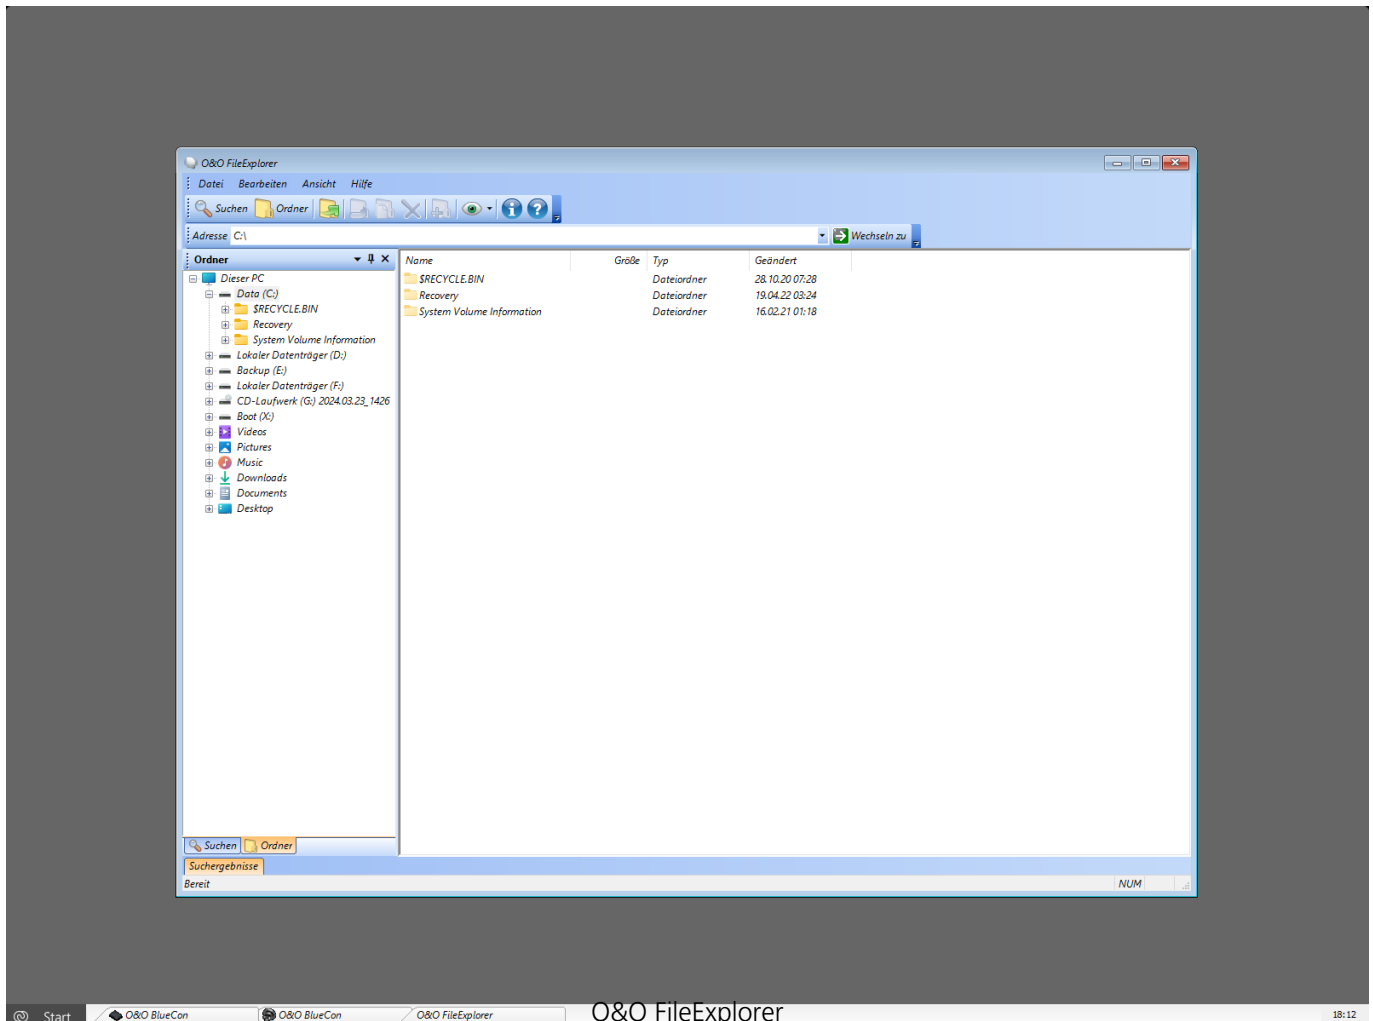 O&O FileExplorer
Datei Bearbeiten Ansicht Hilfe
Suchen Ordner
Adresse C:\ Wechseln zu
Ordner
Dieser PC
Data (C:)
$RECYCLE.BIN
Recovery
System Volume Information
Lokaler Datenträger (D:)
Backup (E:)
Lokaler Datenträger (F:)
CD-Laufwerk (G:) 2024.03.23_1426
Boot (X:)
Videos
Pictures
Music
Downloads
Documents
Desktop
Name Größe Typ Geändert
$RECYCLE.BIN Dateiordner 28.10.20 07:28
Recovery Dateiordner 19.04.22 03:24
System Volume Information Dateiordner 16.02.21 01:18
Suchen Ordner
Suchergebnisse
Bereit NUM
Start O&O BlueCon O&O BlueCon O&O FileExplorer O&O FileExplorer 18:12